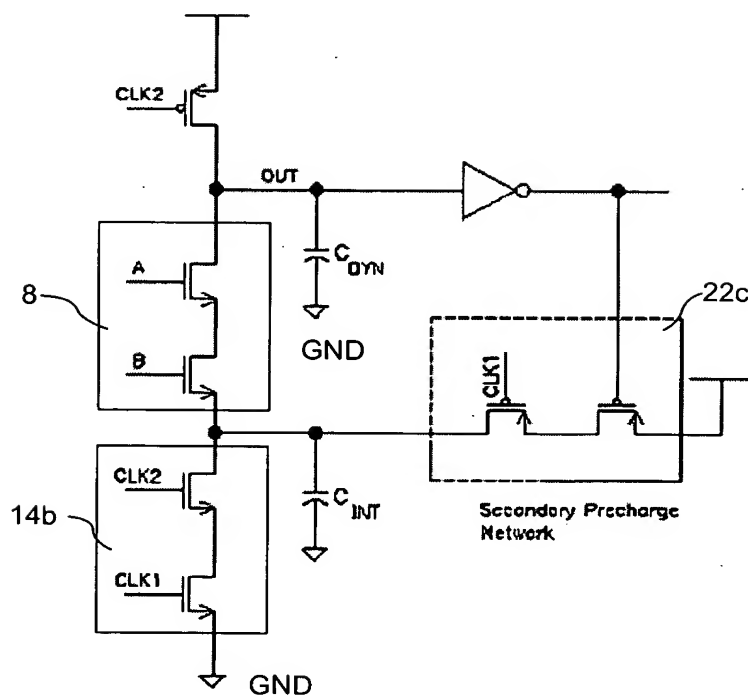 CLK2
OUT
A
C DYN
8
22c
GND
B
CLK1
CLK2
C INT
14b
Secondary Precharge
Network
CLK1
GND